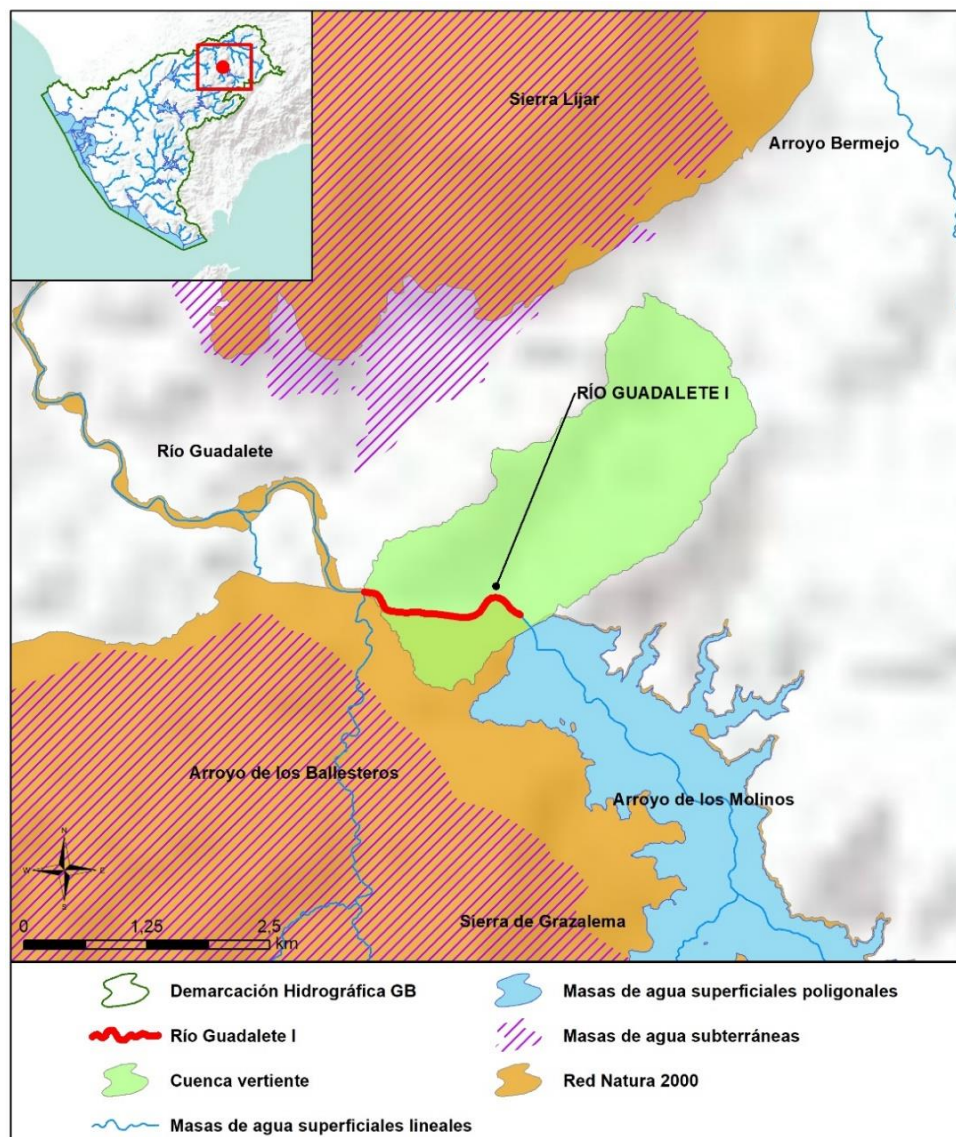 Sierra Líjar
Arroyo Bermejo
RÍO GUADALETE I
Río Guadalete
Arroyo de los Ballesteros
Arroyo de los Molinos
N
W E
S
Sierra de Grazalema
0 1,25 2,5
km
Demarcación Hidrográfica GB
Masas de agua superficiales poligonales
Río Guadalete I
Masas de agua subterráneas
Cuenca vertiente
Red Natura 2000
Masas de agua superficiales lineales